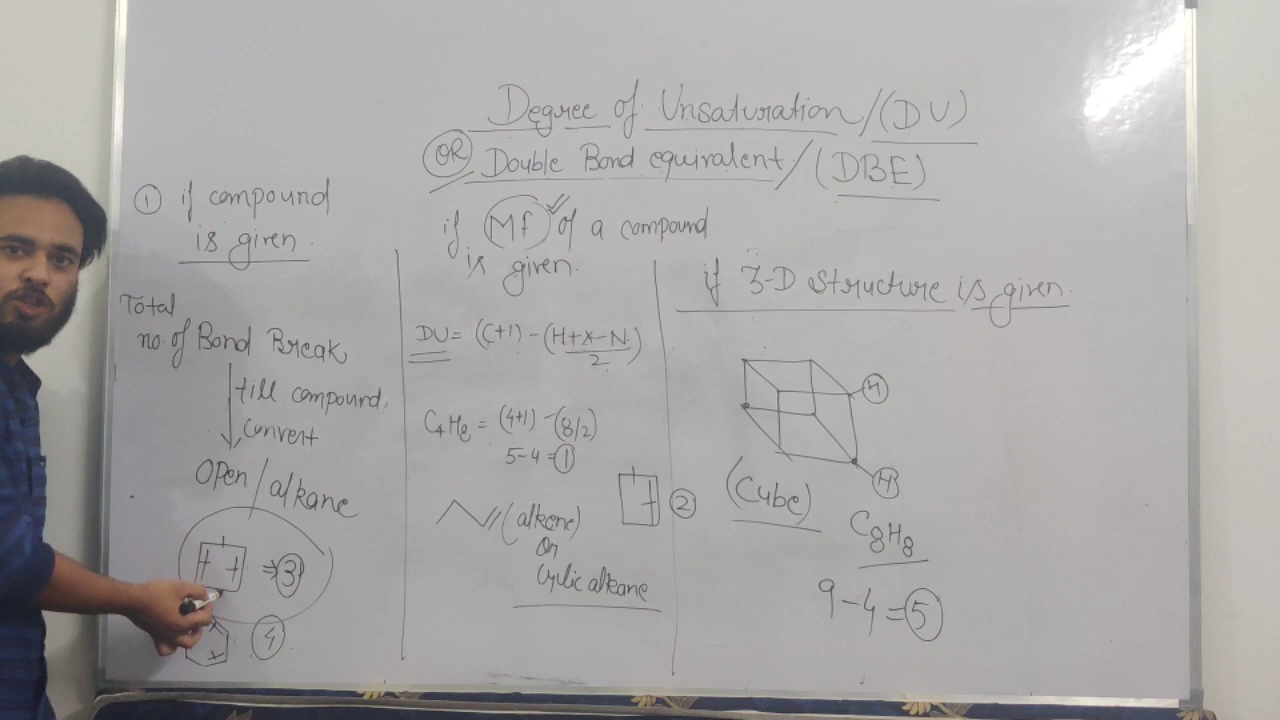 Degree of Unsaturation/(DU)
OR Double Bond equivalent/(DBE)
① if compound
is given.
Total
no. of Bond Break
till compound.
Convert
Open/alkane
⇒ ③
④
if Mf of a compound
is given.
DU = (C+1) - (H+X-N/2)
C₄H₈ = (4+1) - (8/2)
5-4=①
(alkene)
Or
Cyclic alkane
②
if 3-D Structure is given.
H
H
(Cube)
C₈H₈
9-4=⑤